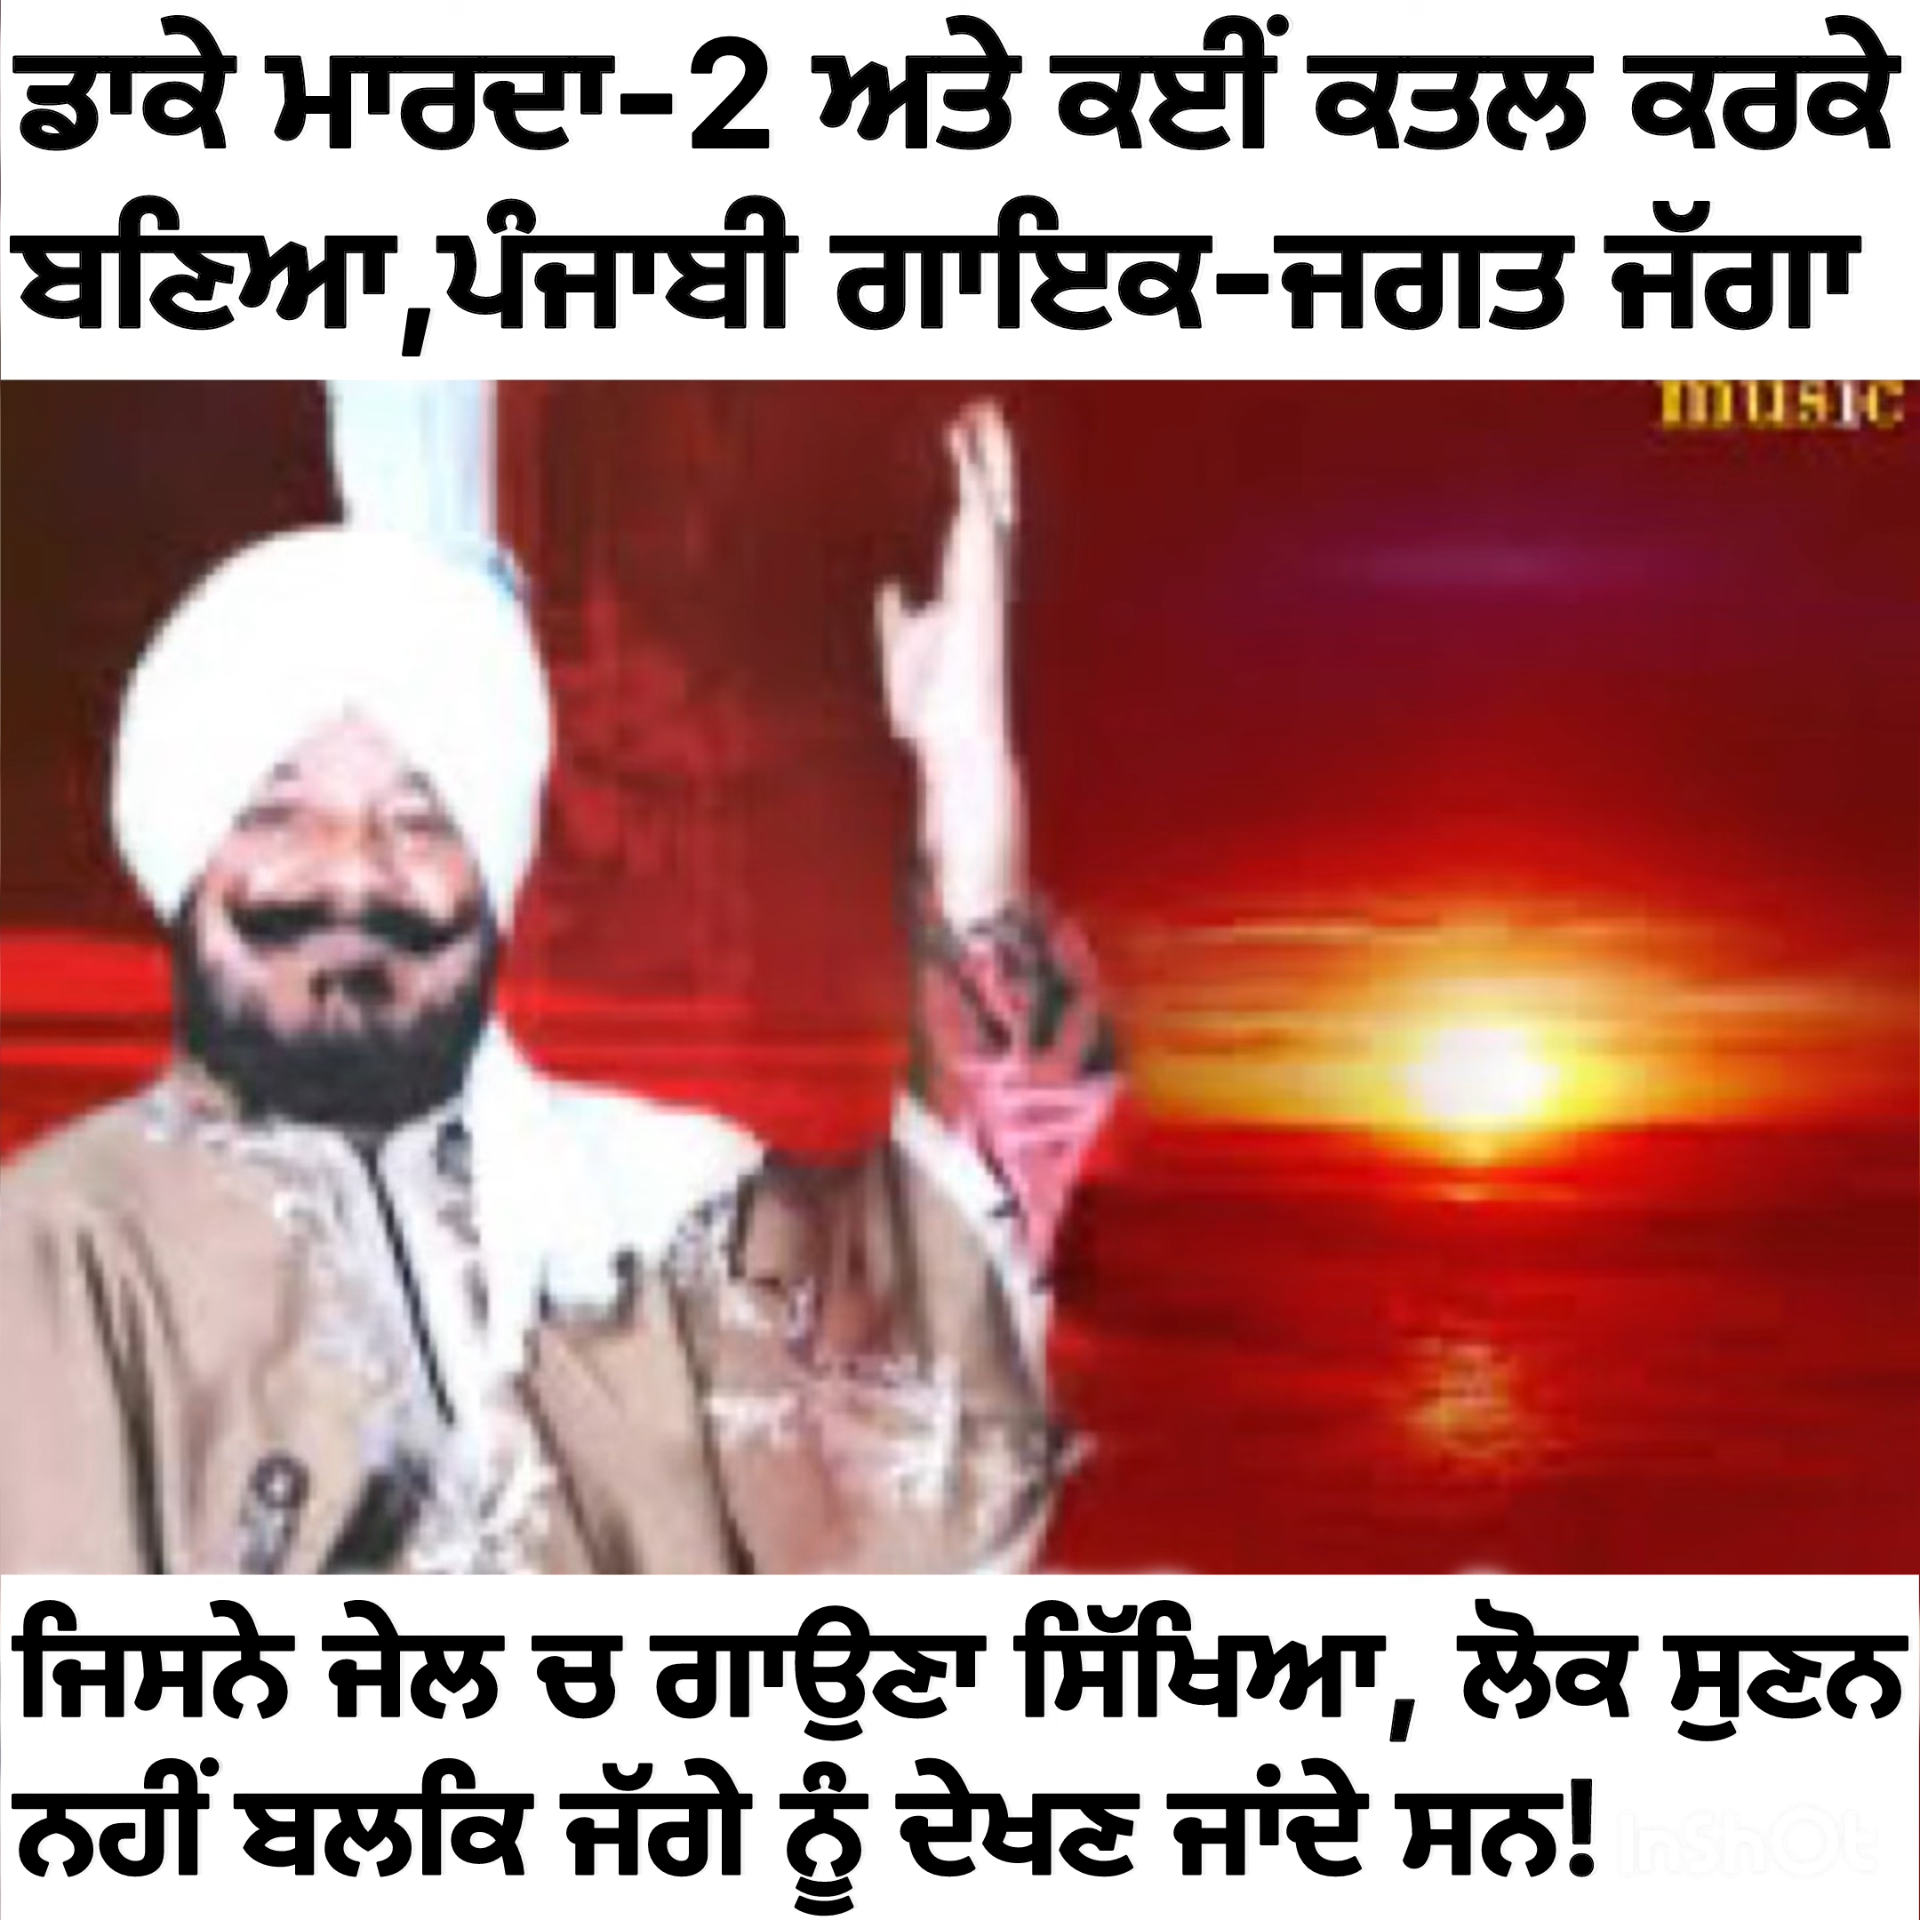 ਡਾਕੇ ਮਾਰਦਾ-2 ਅਤੇ ਕਈਂ ਕਤਲ ਕਰਕੇ
ਬਣਿਆ,ਪੰਜਾਬੀ ਗਾਇਕ-ਜਗਤ ਜੱਗਾ
music
ਜਿਸਨੇ ਜੇਲ ਚ ਗਾਉਣਾ ਸਿੱਖਿਆ, ਲੋਕ ਸੁਣਨ
ਨਹੀਂ ਬਲਕਿ ਜੱਗੇ ਨੂੰ ਦੇਖਣ ਜਾਂਦੇ ਸਨ!
InShOt